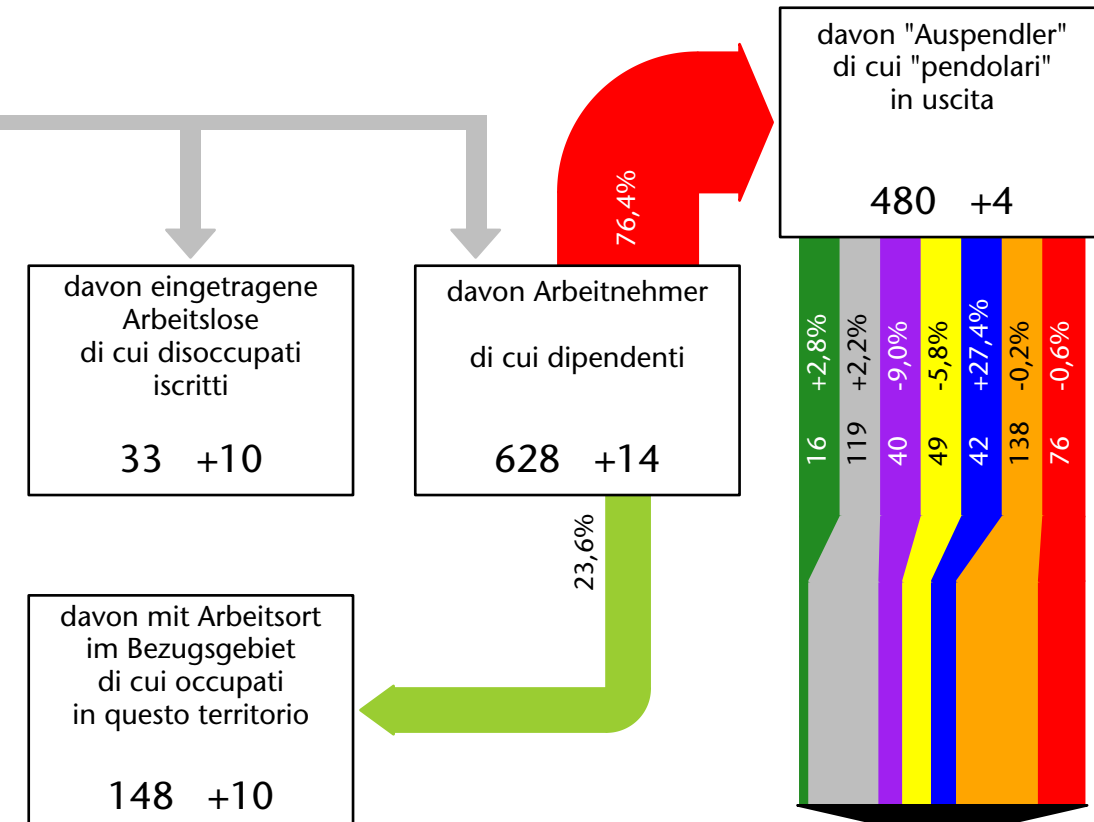 davon "Auspendler"
di cui "pendolari"
in uscita
480 +4
76,4%
davon eingetragene
Arbeitslose
di cui disoccupati
iscritti
33 +10
davon Arbeitnehmer
di cui dipendenti
628 +14
16 +2,8%
119 +2,2%
40 -9,0%
49 -5,8%
42 +27,4%
138 -0,2%
76 -0,6%
23,6%
davon mit Arbeitsort
im Bezugsgebiet
di cui occupati
in questo territorio
148 +10